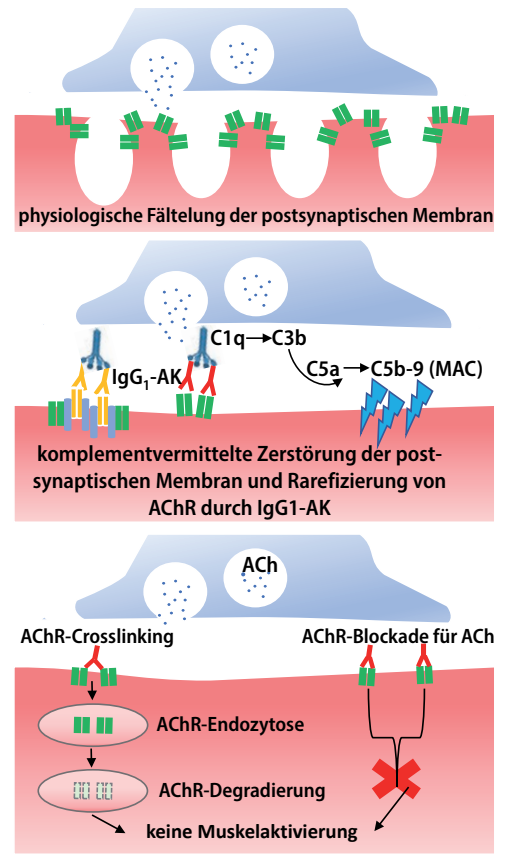 physiologische Fältelung der postsynaptischen Membran
C1q→C3b
IgG₁-AK
C5a→C5b-9 (MAC)
komplementvermittelte Zerstörung der post-
synaptischen Membran und Rarefizierung von
AChR durch IgG1-AK
ACh
AChR-Crosslinking
AChR-Blockade für ACh
AChR-Endozytose
AChR-Degradierung
keine Muskelaktivierung